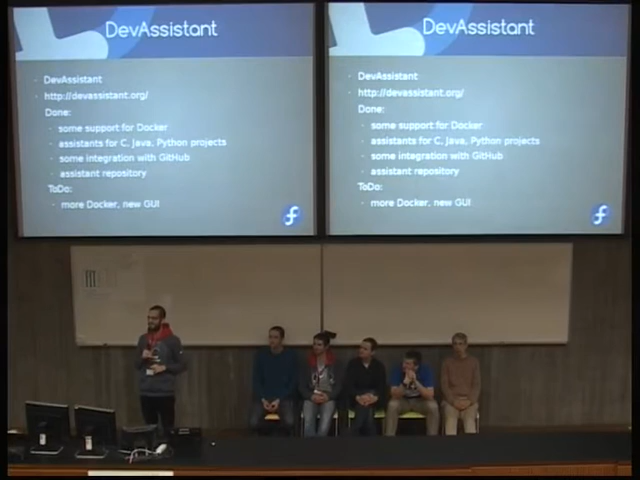 DevAssistant
DevAssistant
http://devassistant.org/
Done:
some support for Docker
assistants for C, Java, Python projects
some integration with GitHub
assistant repository
ToDo:
more Docker, new GUI
DevAssistant
DevAssistant
http://devassistant.org/
Done:
some support for Docker
assistants for C, Java, Python projects
some integration with GitHub
assistant repository
ToDo:
more Docker, new GUI